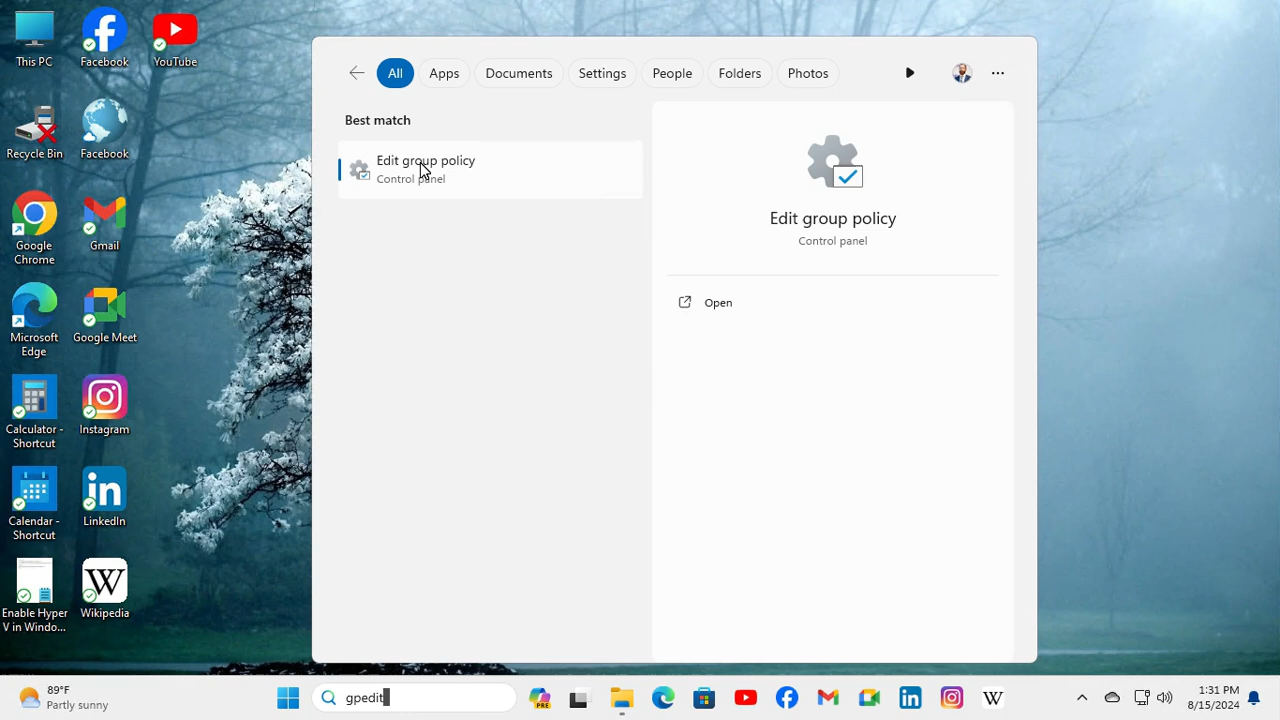 This PC
Facebook
YouTube
Recycle Bin
Facebook
Google
Chrome
Gmail
Microsoft
Edge
Google Meet
Calculator -
Shortcut
Instagram
Calendar -
Shortcut
LinkedIn
Enable Hyper
V in Windo...
Wikipedia
All
Apps
Documents
Settings
People
Folders
Photos
Best match
Edit group policy
Control panel
Edit group policy
Control panel
Open
89°F
Partly sunny
gpedit
PRE
1:31 PM
8/15/2024